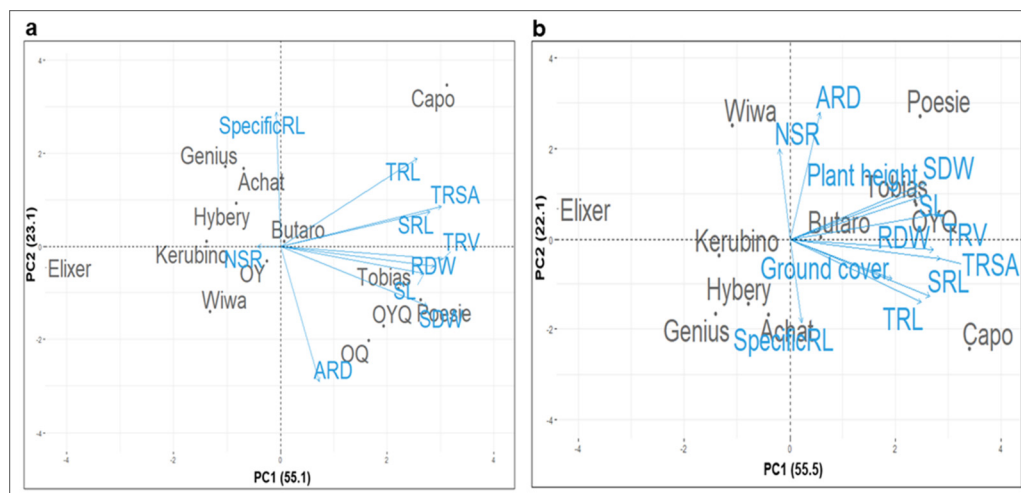 a
4
Capo
SpecificRL
2
Genius
Achat
TRL
TRSA
Hybery
SRL
Butaro
TRV
0
Kerubino
NSR
OY
RDW
Elixer
Tobias
SL
Wiwa
OYQ
Poesie
SDW
-2
OQ
ARD
-4
-4 -2 0 2 4
PC1 (55.1)
PC2 (23.1)
b
4
ARD
Poesie
Wiwa
2
NSR
Plant height
SDW
Tobias
Elixer
SL
Butaro
OYQ
TRV
0
Kerubino
RDW
TRSA
Ground cover
SRL
Hybery
TRL
Genius
Achat
-2
SpecificRL
Capo
-4
-4 -2 0 2 4
PC1 (55.5)
PC2 (22.1)